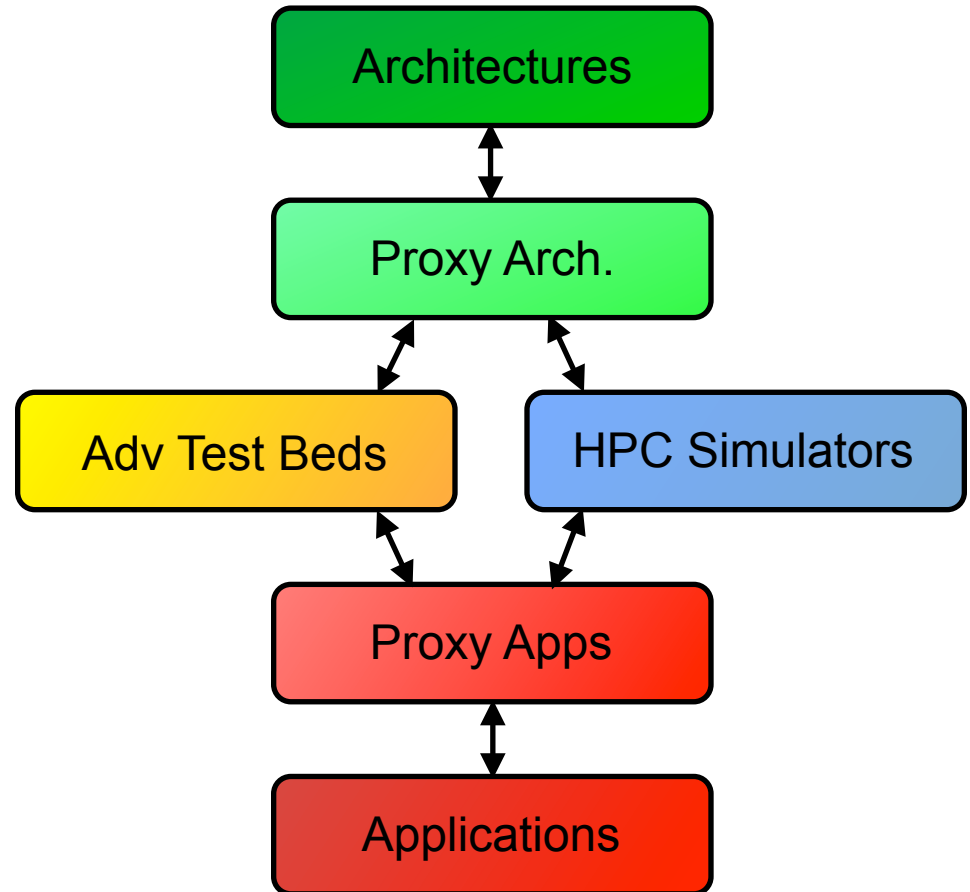 Architectures
Proxy Arch.
Adv Test Beds
HPC Simulators
Proxy Apps
Applications